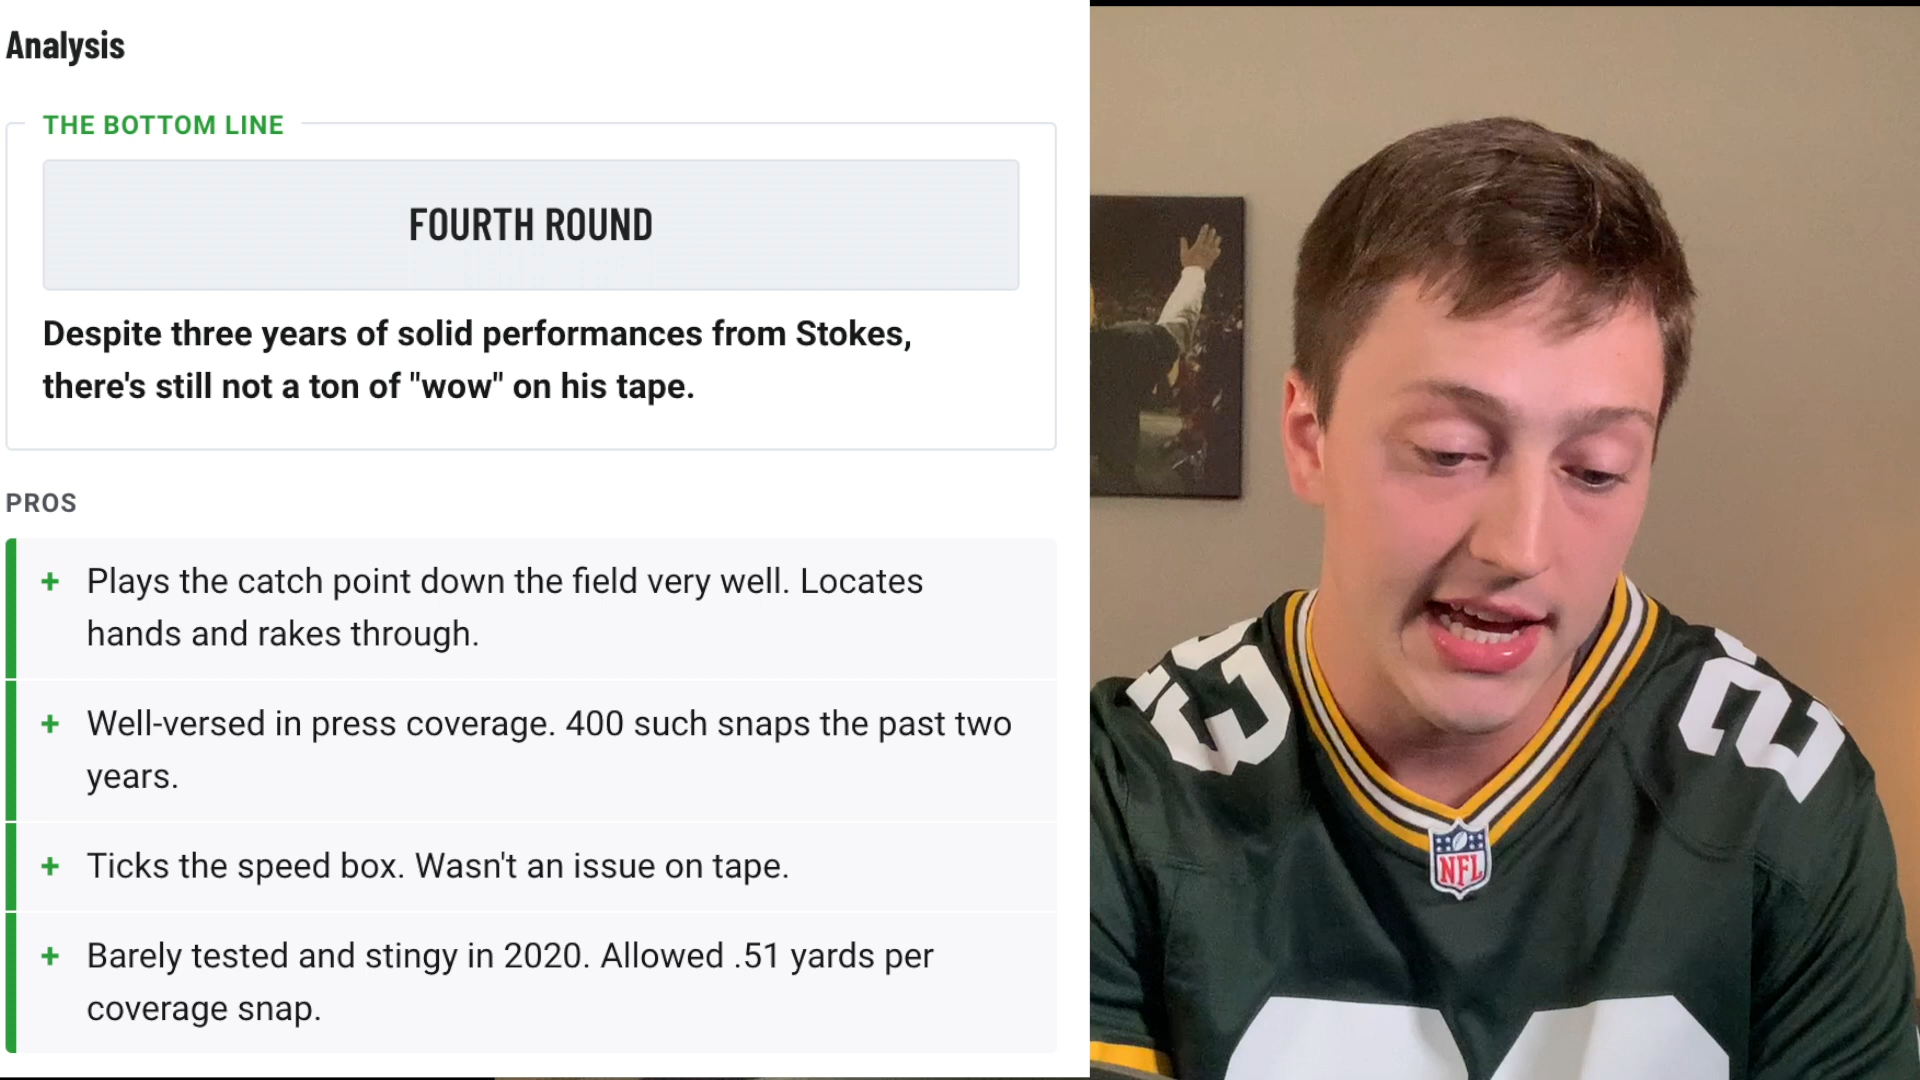 Analysis
THE BOTTOM LINE
FOURTH ROUND
Despite three years of solid performances from Stokes,
there's still not a ton of "wow" on his tape.
PROS
+ Plays the catch point down the field very well. Locates
hands and rakes through.
+ Well-versed in press coverage. 400 such snaps the past two
years.
+ Ticks the speed box. Wasn't an issue on tape.
+ Barely tested and stingy in 2020. Allowed .51 yards per
coverage snap.
23
NFL